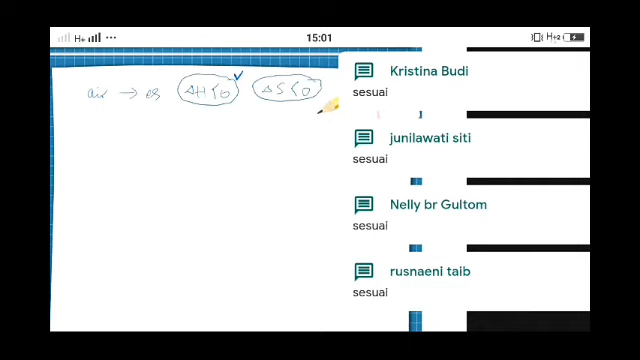 H+ 15:01 H+2
air → es ΔH<0 ✓ ΔS<0
Kristina Budi
sesuai
junilawati siti
sesuai
Nelly br Gultom
sesuai
rusnaeni taib
sesuai